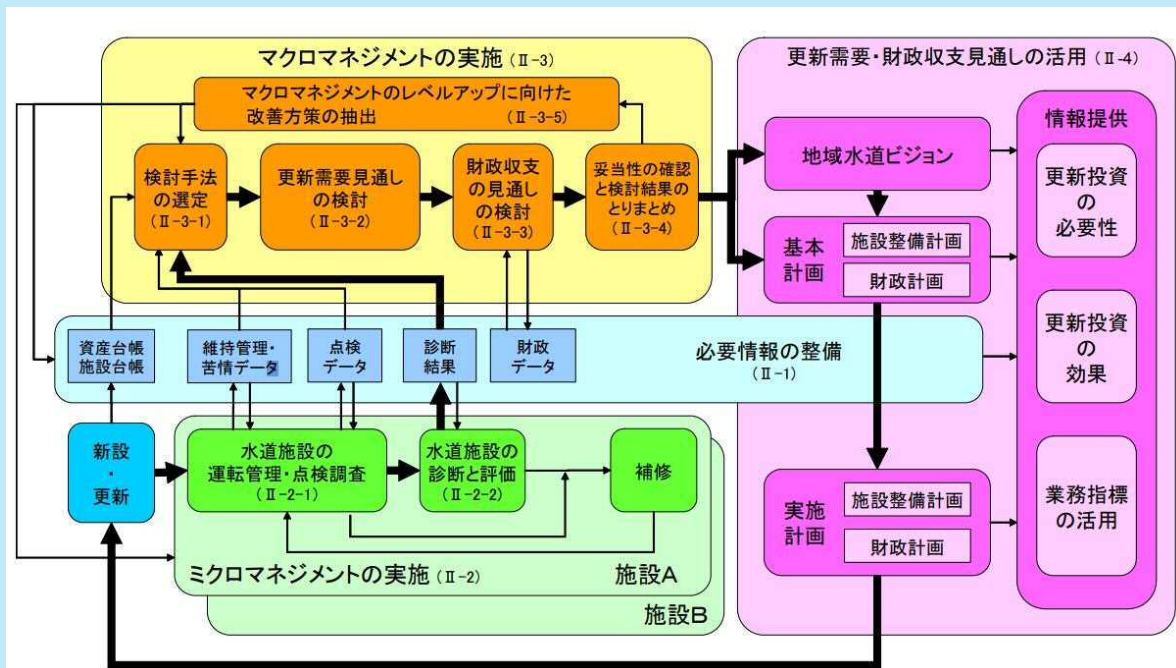 マクロマネジメントの実施(Ⅱ-3)
マクロマネジメントのレベルアップに向けた
改善方策の抽出 (Ⅱ-3-5)
検討手法
の選定
(Ⅱ-3-1)
更新需要見通し
の検討
(Ⅱ-3-2)
財政収支
の見通し
の検討
(Ⅱ-3-3)
妥当性の確認
と検討結果の
とりまとめ
(Ⅱ-3-4)
更新需要・財政収支見通しの活用(Ⅱ-4)
地域水道ビジョン
基本
計画
施設整備計画
財政計画
実施
計画
施設整備計画
財政計画
情報提供
更新投資
の
必要性
更新投資
の
効果
業務指標
の活用
資産台帳
施設台帳
維持管理・
苦情データ
点検
データ
診断
結果
財政
データ
必要情報の整備
(Ⅱ-1)
新設
・
更新
水道施設の
運転管理・点検調査
(Ⅱ-2-1)
水道施設の
診断と評価
(Ⅱ-2-2)
補修
ミクロマネジメントの実施(Ⅱ-2)
施設A
施設B